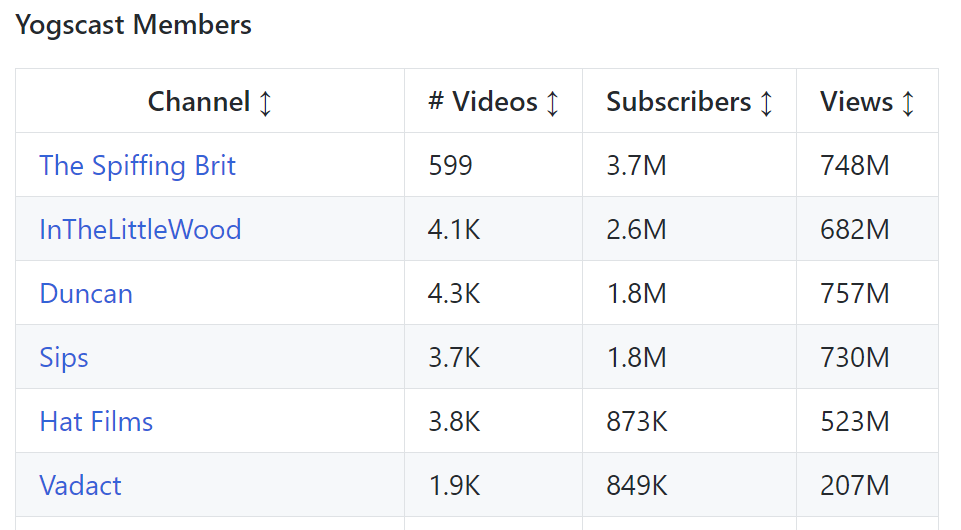 Yogscast Members
Channel ↕ # Videos ↕ Subscribers ↕ Views ↕
The Spiffing Brit 599 3.7M 748M
InTheLittleWood 4.1K 2.6M 682M
Duncan 4.3K 1.8M 757M
Sips 3.7K 1.8M 730M
Hat Films 3.8K 873K 523M
Vadact 1.9K 849K 207M